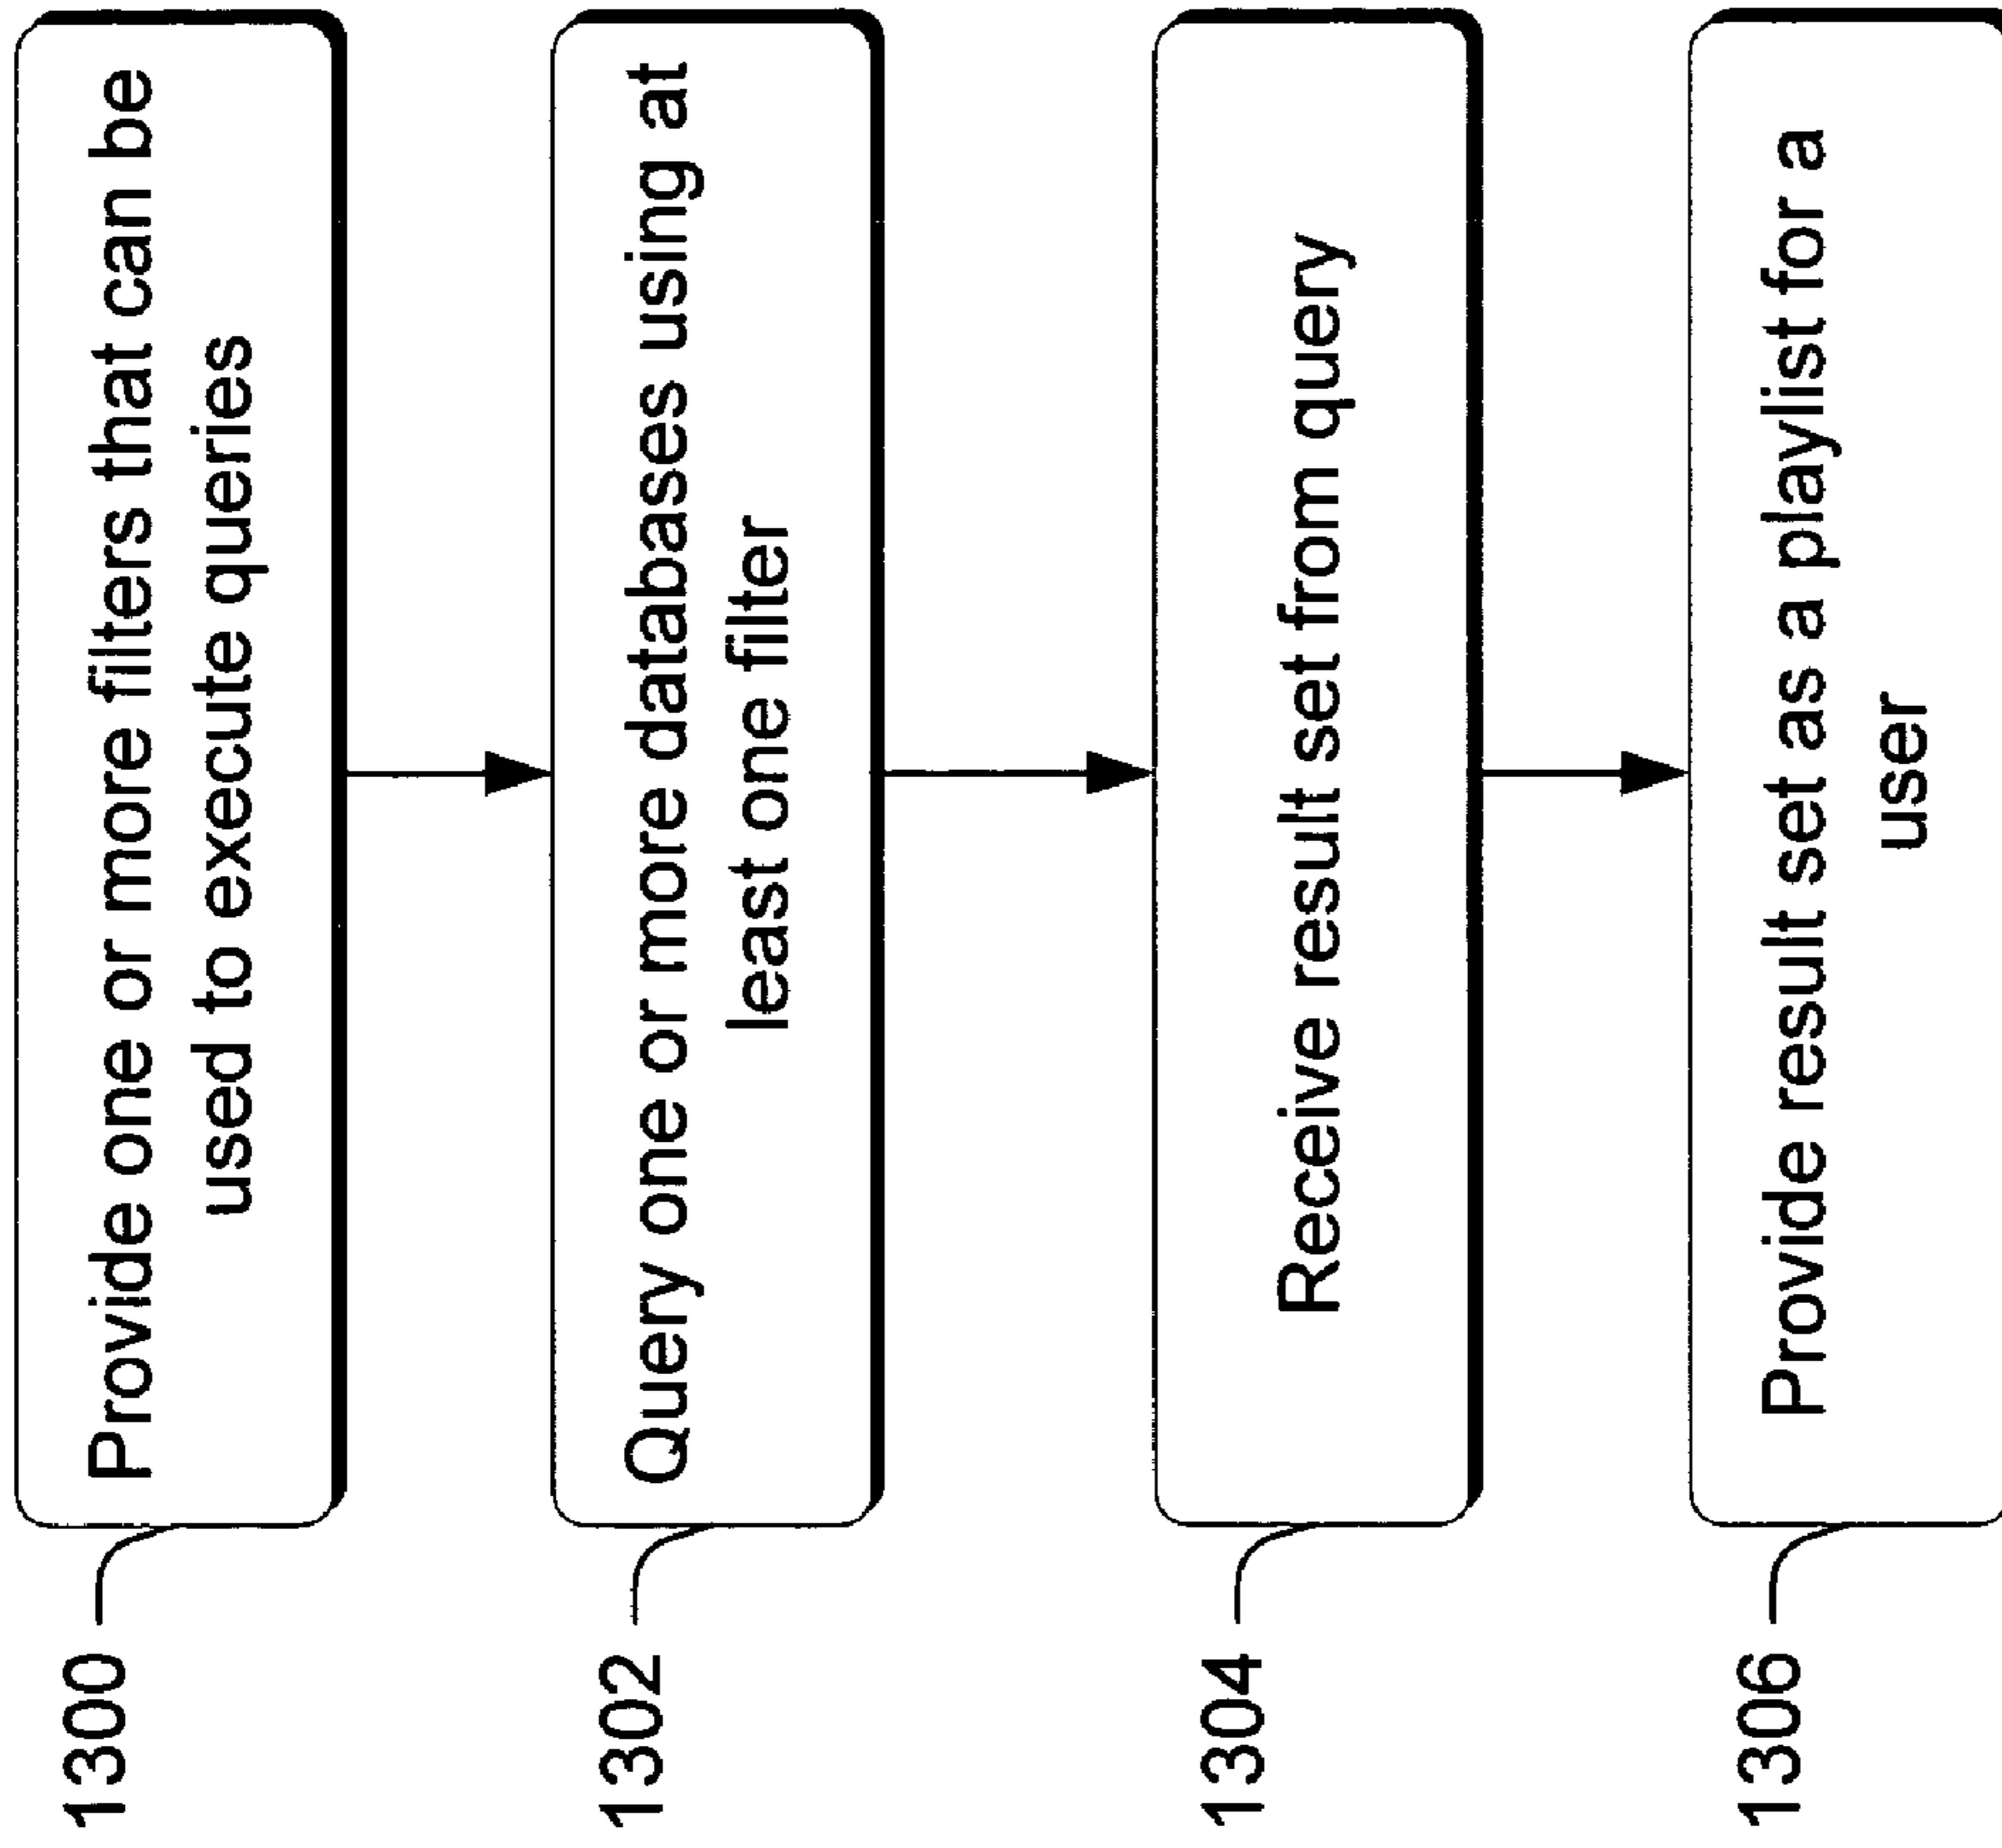 1300
Provide one or more filters that can be
used to execute queries
1302
Query one or more databases using at
least one filter
1304
Receive result set from query
1306
Provide result set as a playlist for a
user